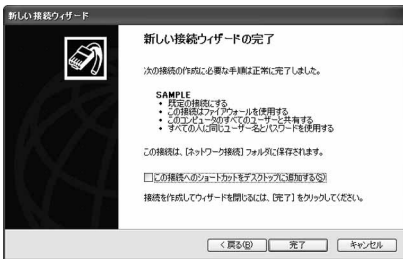 新しい接続ウィザード
新しい接続ウィザードの完了
次の接続の作成に必要な手順は正常に完了しました。
SAMPLE
• 既定の接続にする
• この接続はファイアウォールを使用する
• このコンピュータのすべてのユーザーと共有する
• すべての人に同じユーザー名とパスワードを使用する
この接続は、[ネットワーク接続] フォルダに保存されます。
この接続へのショートカットをデスクトップに追加する(S)
接続を作成してウィザードを閉じるには、[完了] をクリックしてください。
< 戻る(B)
完了
キャンセル